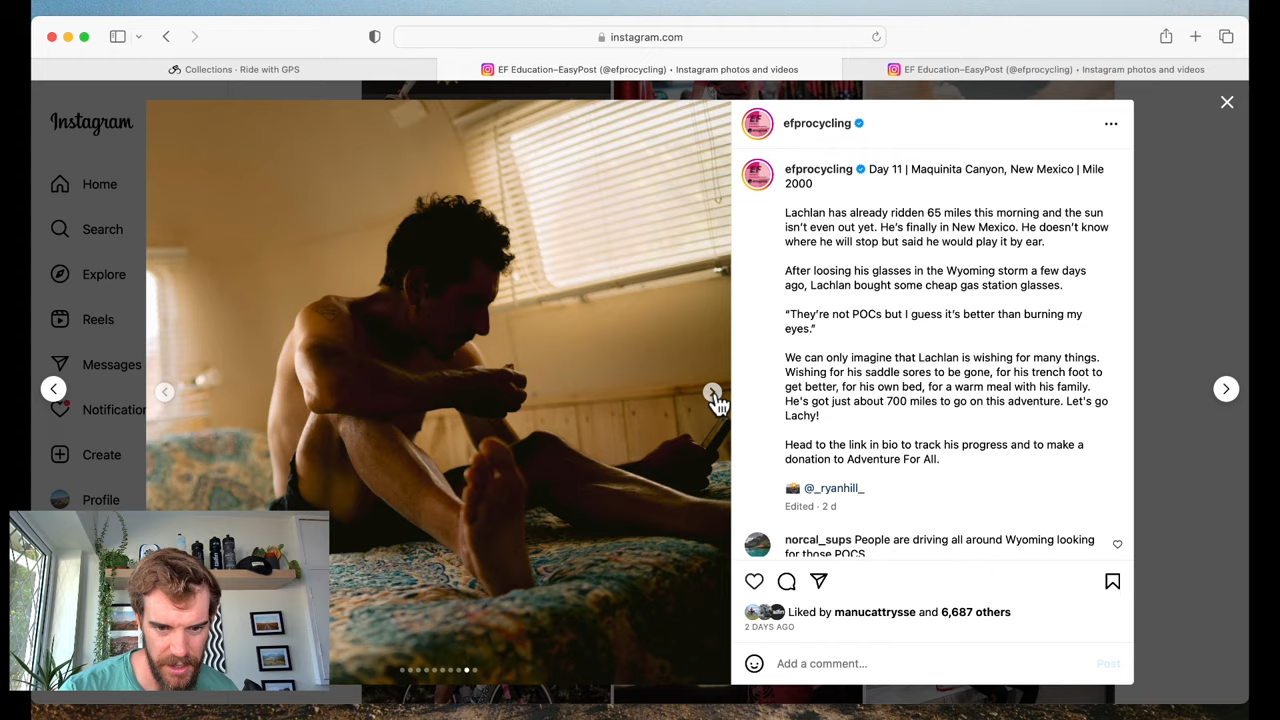 instagram.com
Collections · Ride with GPS
EF Education–EasyPost (@efprocycling) • Instagram photos and videos
EF Education–EasyPost (@efprocycling) • Instagram photos and videos
Instagram
Home
Search
Explore
Reels
Messages
Notification
Create
Profile
efprocycling
efprocycling Day 11 | Maquinita Canyon, New Mexico | Mile
2000
Lachlan has already ridden 65 miles this morning and the sun
isn’t even out yet. He’s finally in New Mexico. He doesn’t know
where he will stop but said he would play it by ear.
After loosing his glasses in the Wyoming storm a few days
ago, Lachlan bought some cheap gas station glasses.
“They’re not POCs but I guess it’s better than burning my
eyes.”
We can only imagine that Lachlan is wishing for many things.
Wishing for his saddle sores to be gone, for his trench foot to
get better, for his own bed, for a warm meal with his family.
He's got just about 700 miles to go on this adventure. Let's go
Lachy!
Head to the link in bio to track his progress and to make a
donation to Adventure For All.
📸 @_ryanhill_
Edited · 2 d
norcal_sups People are driving all around Wyoming looking
for those POCS
Liked by manucattrysse and 6,687 others
2 DAYS AGO
Add a comment...
Post